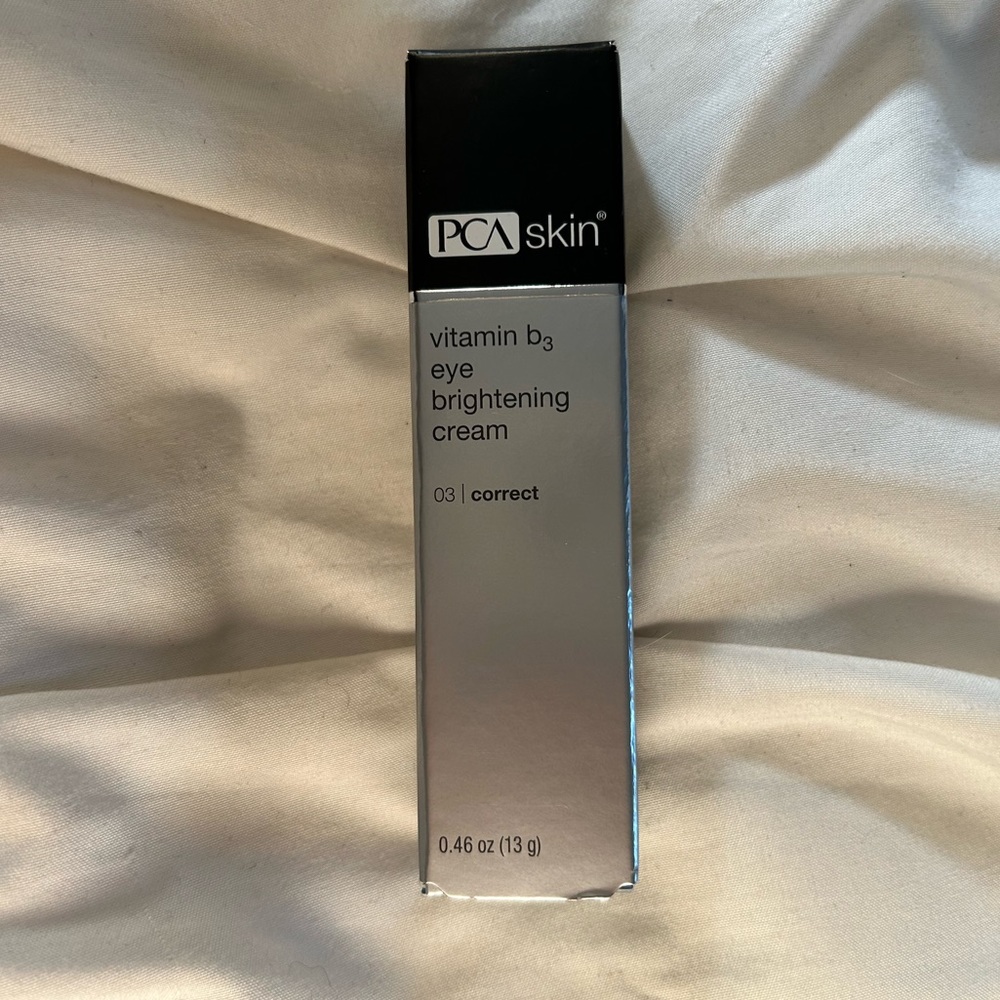 PCA skin®
vitamin b₃
eye
brightening
cream
03 | correct
0.46 oz (13 g)